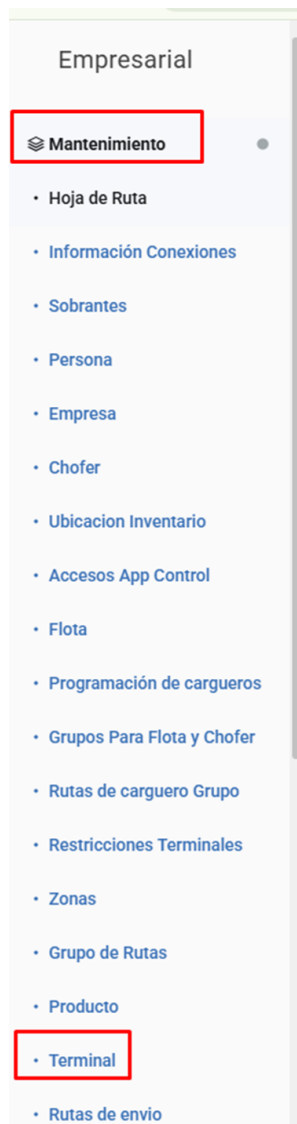 Empresarial
Mantenimiento
Hoja de Ruta
Información Conexiones
Sobrantes
Persona
Empresa
Chofer
Ubicacion Inventario
Accesos App Control
Flota
Programación de cargueros
Grupos Para Flota y Chofer
Rutas de carguero Grupo
Restricciones Terminales
Zonas
Grupo de Rutas
Producto
Terminal
Rutas de envio